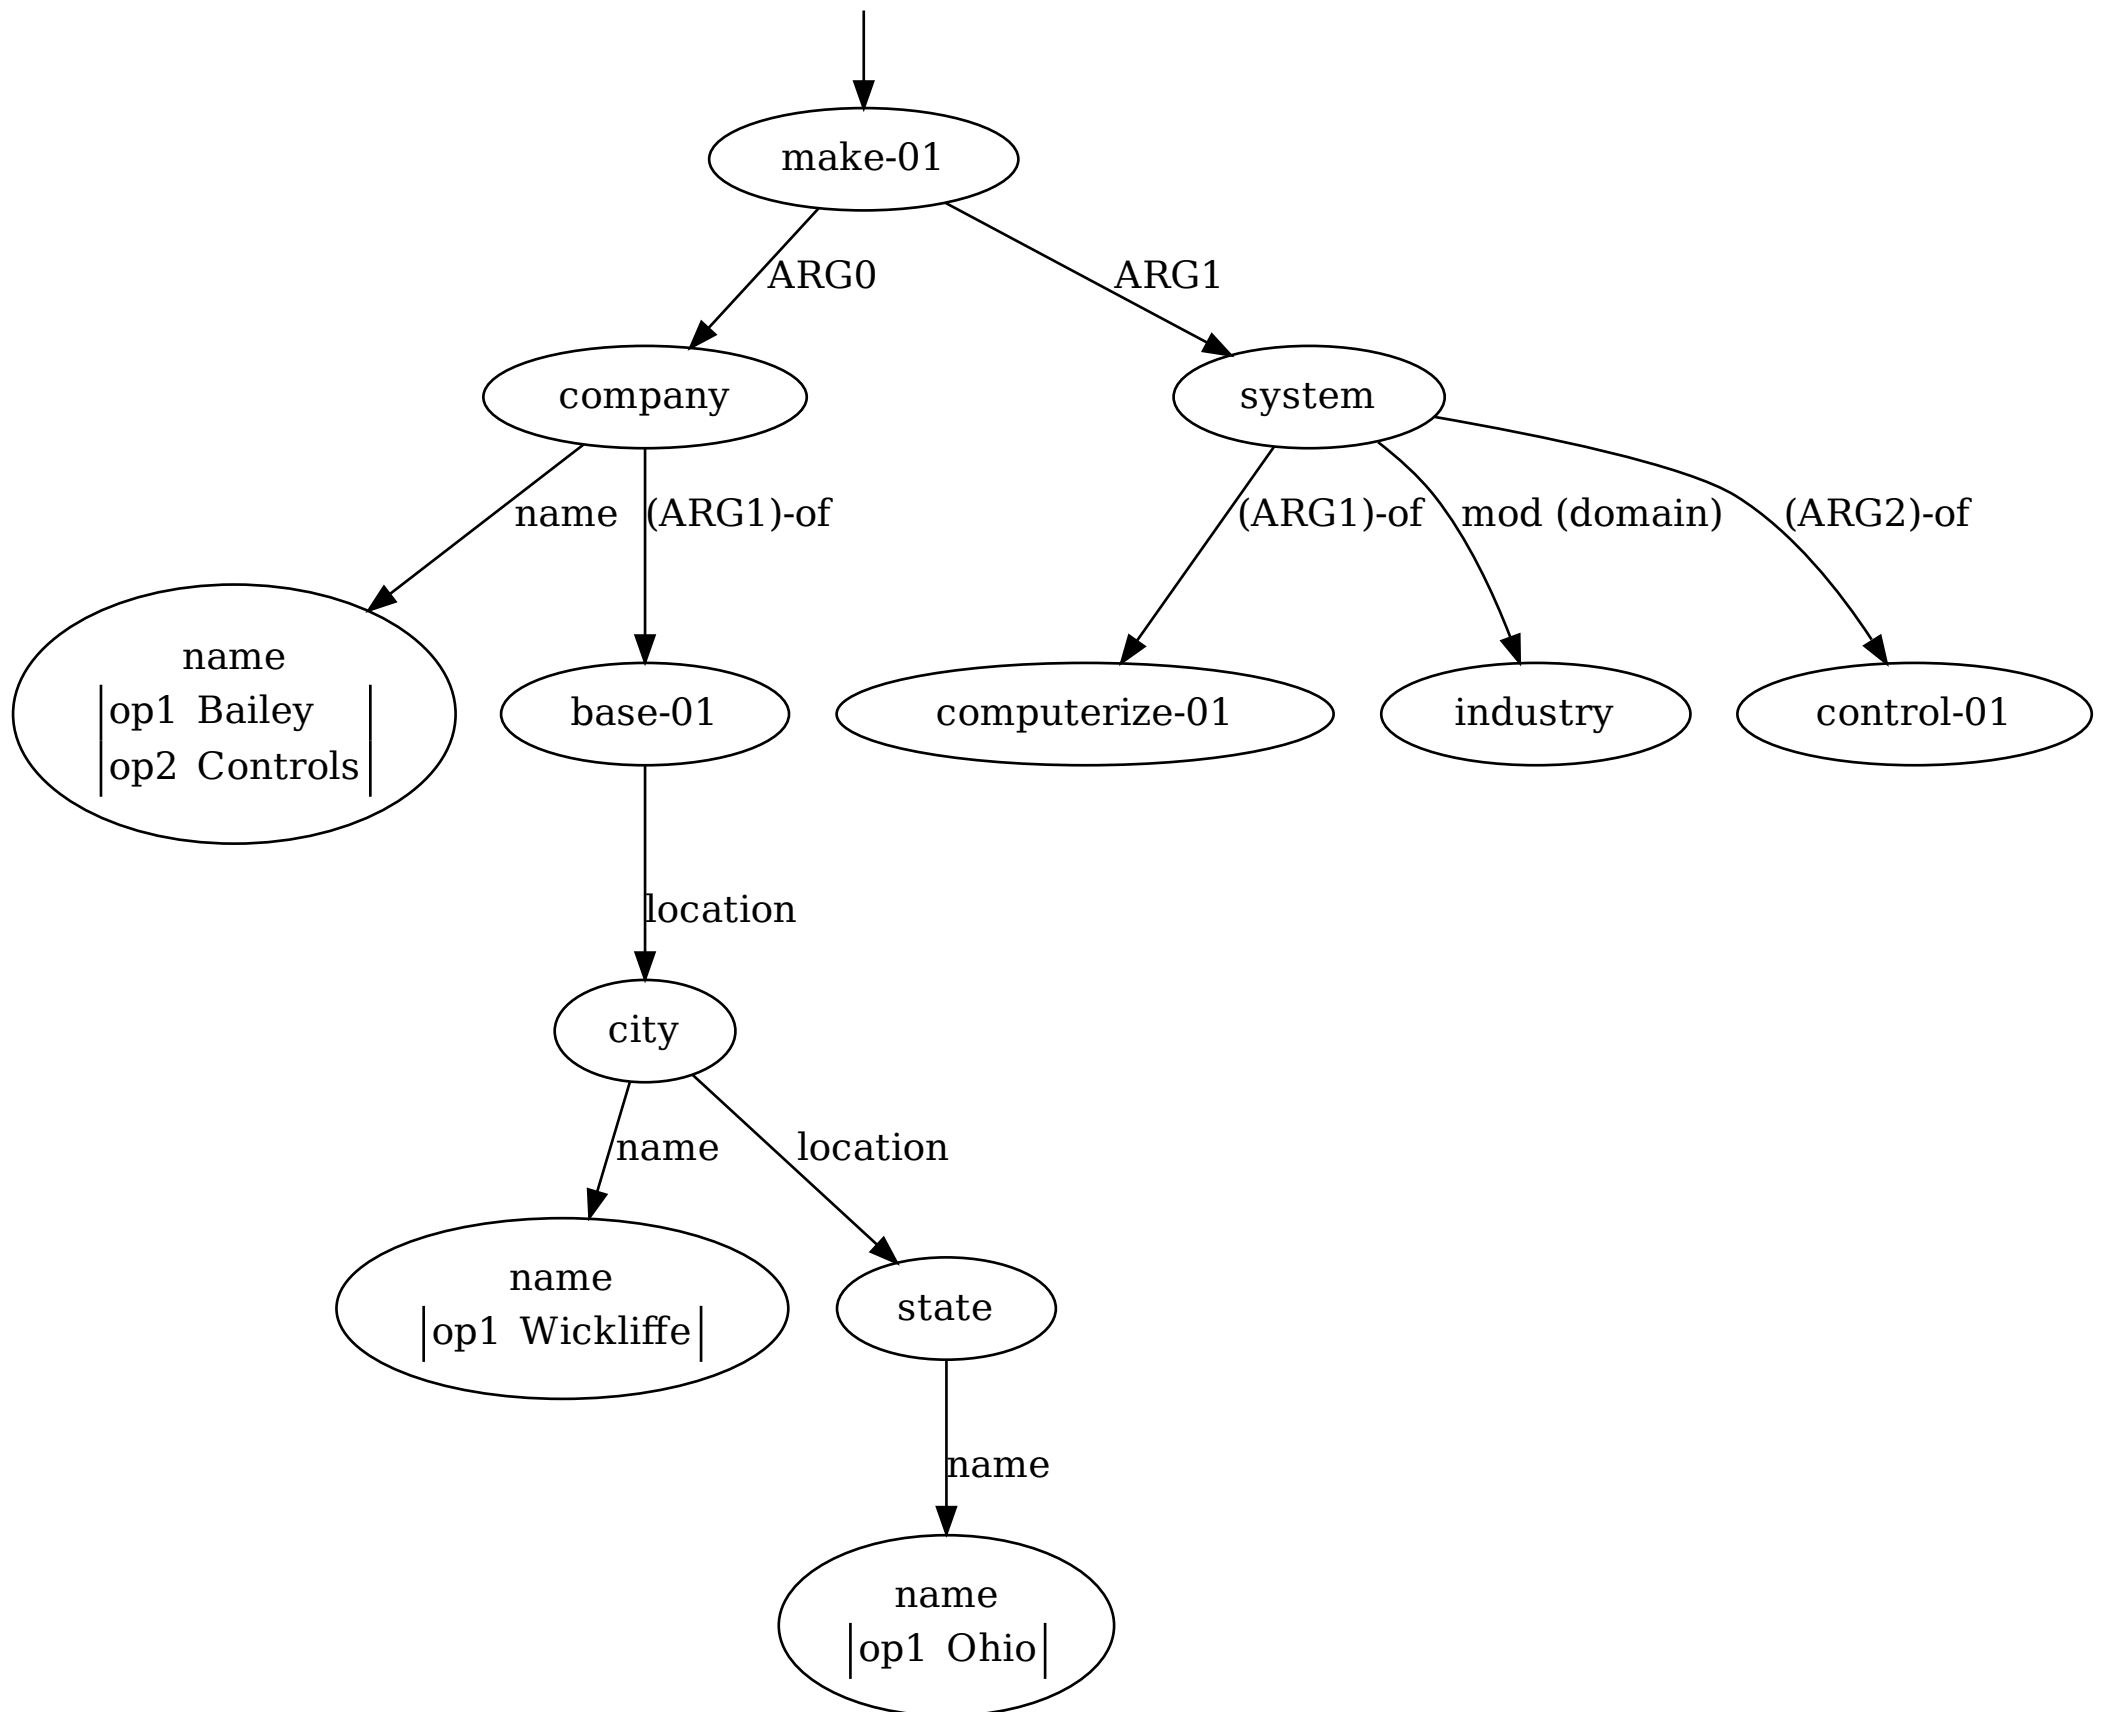 make-01
ARG0
ARG1
company
system
name
(ARG1)-of
(ARG1)-of
mod (domain)
(ARG2)-of
name
op1 Bailey
op2 Controls
base-01
computerize-01
industry
control-01
location
city
name
location
name
op1 Wickliffe
state
name
name
op1 Ohio